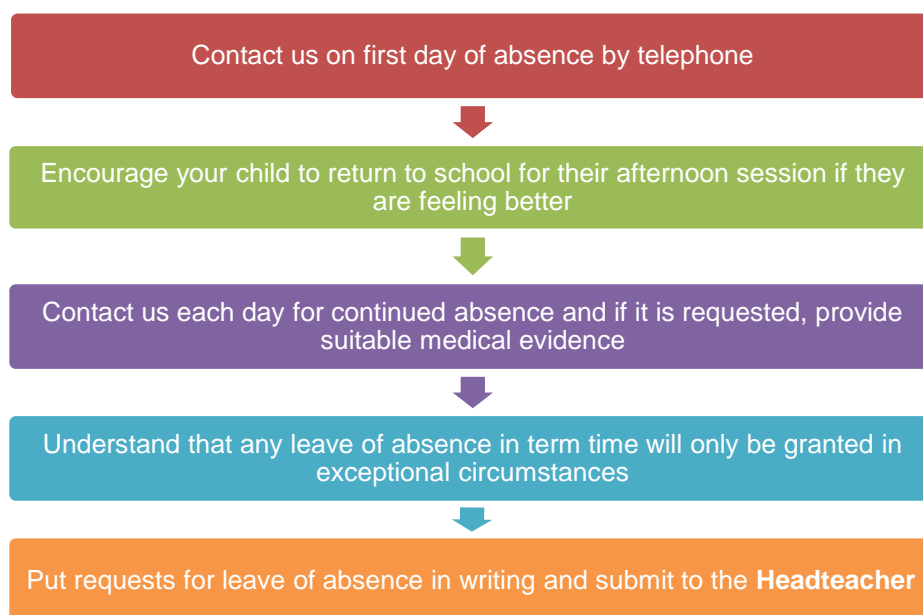 Contact us on first day of absence by telephone
Encourage your child to return to school for their afternoon session if they
are feeling better
Contact us each day for continued absence and if it is requested, provide
suitable medical evidence
Understand that any leave of absence in term time will only be granted in
exceptional circumstances
Put requests for leave of absence in writing and submit to the Headteacher